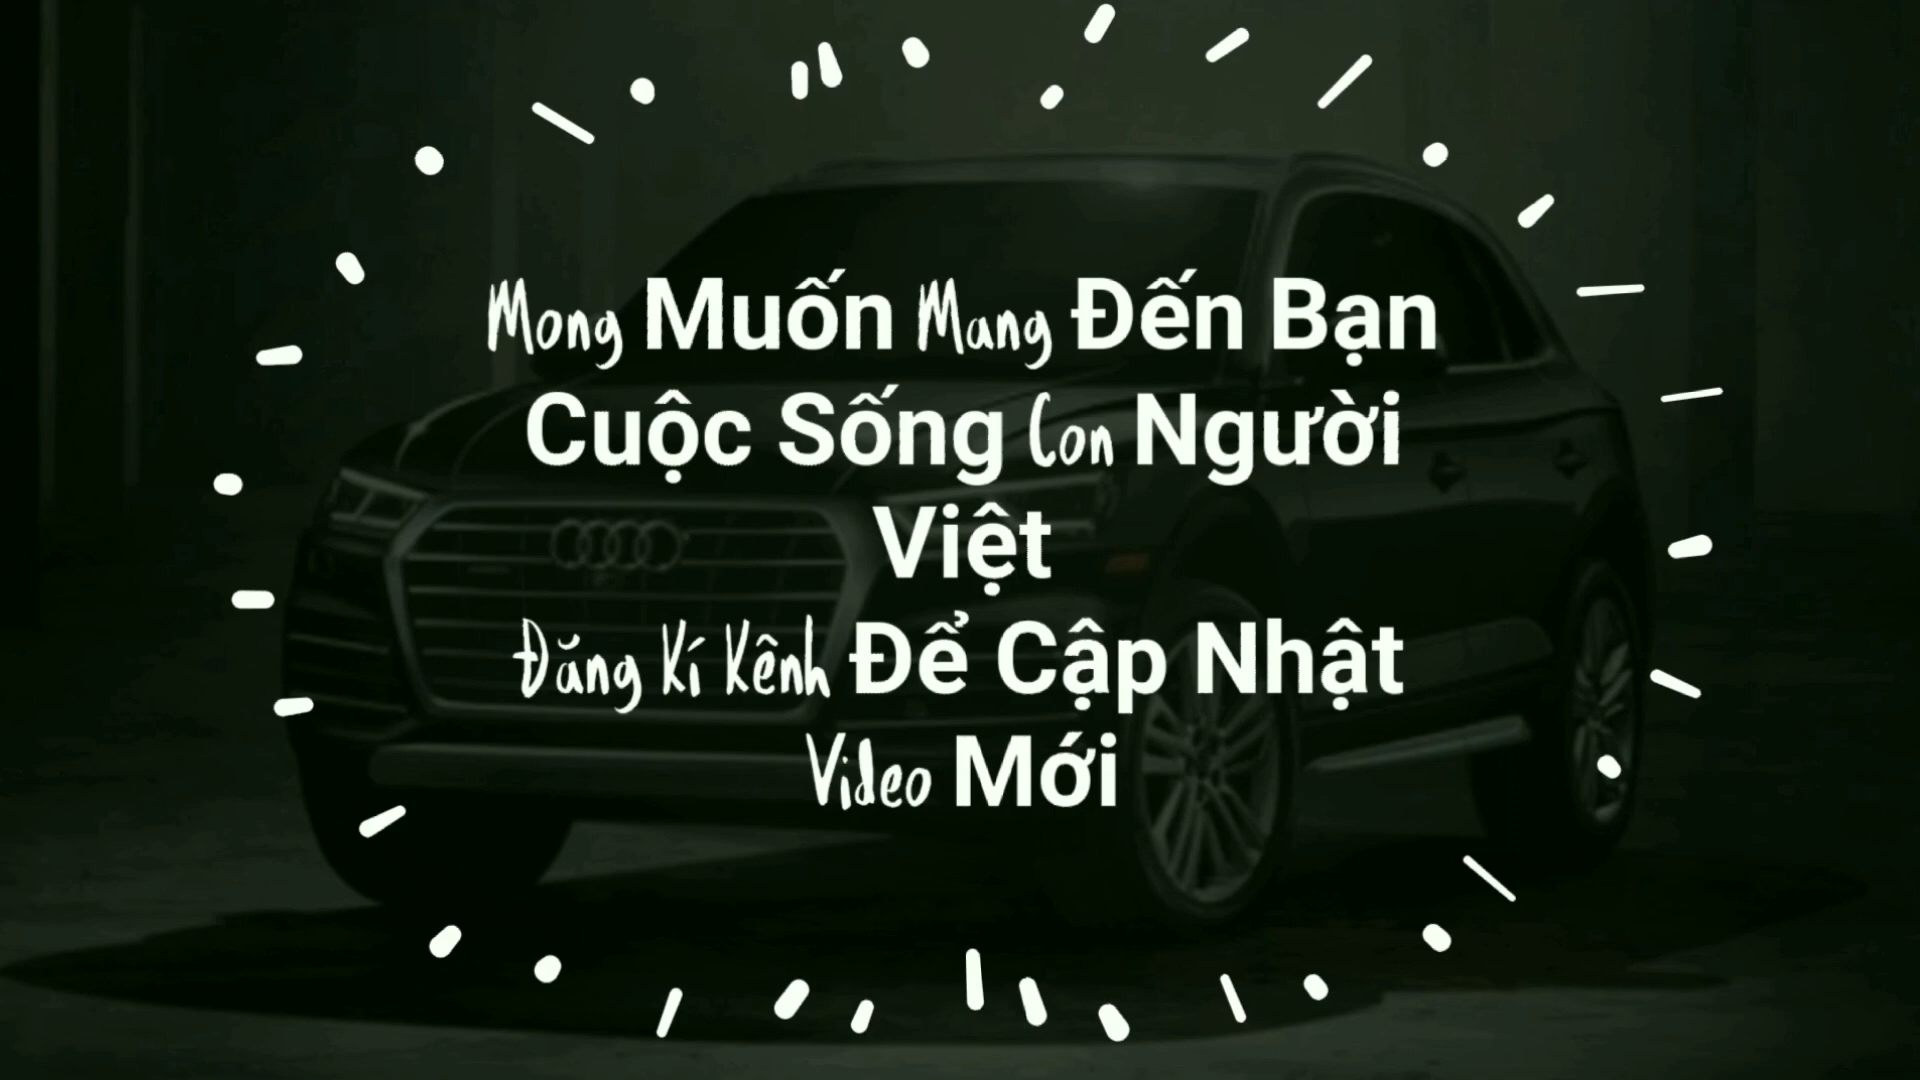 Mong Muốn Mang Đến Bạn
Cuộc Sống Con Người
Việt
Đăng Kí Kênh Để Cập Nhật
Video Mới